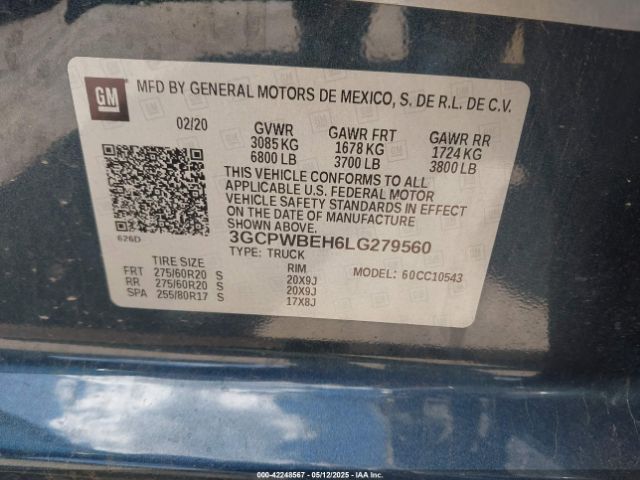 GM
MFD BY GENERAL MOTORS DE MEXICO, S. DE R.L. DE C.V.
02/20 GVWR GAWR FRT GAWR RR
3085 KG 1678 KG 1724 KG
6800 LB 3700 LB 3800 LB
THIS VEHICLE CONFORMS TO ALL
APPLICABLE U.S. FEDERAL MOTOR
VEHICLE SAFETY STANDARDS IN EFFECT ON
THE DATE OF MANUFACTURE SHOWN
ABOVE.
626D 3GCPWBEH6LG279560
TYPE: TRUCK MODEL: 60CC10543
TIRE SIZE RIM
FRT 275/60R20 S 20X9J
RR 275/60R20 S 20X9J
SPA 255/80R17 S 17X8J
000-42248567 - 05/12/2025 - IAA Inc. All Rights Reserved